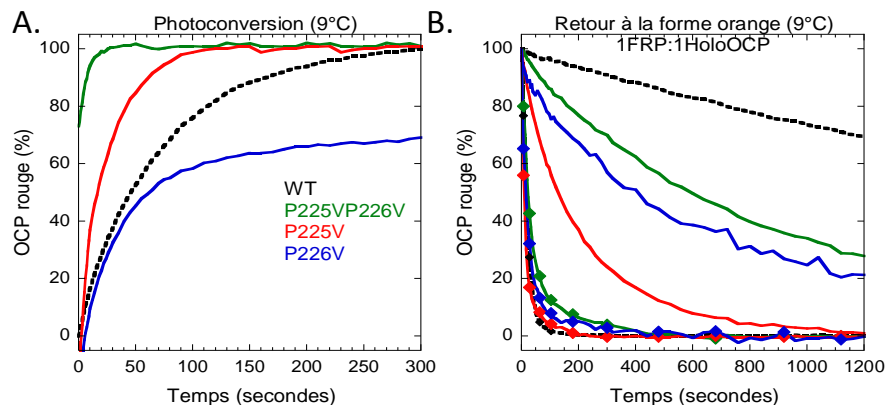 A.
Photoconversion (9°C)
OCP rouge (%)
100
80
60
40
20
0
WT
P225VP226V
P225V
P226V
0 50 100 150 200 250 300
Temps (secondes)
B.
Retour à la forme orange (9°C)
1FRP:1HoloOCP
OCP rouge (%)
100
80
60
40
20
0
0 200 400 600 800 1000 1200
Temps (secondes)